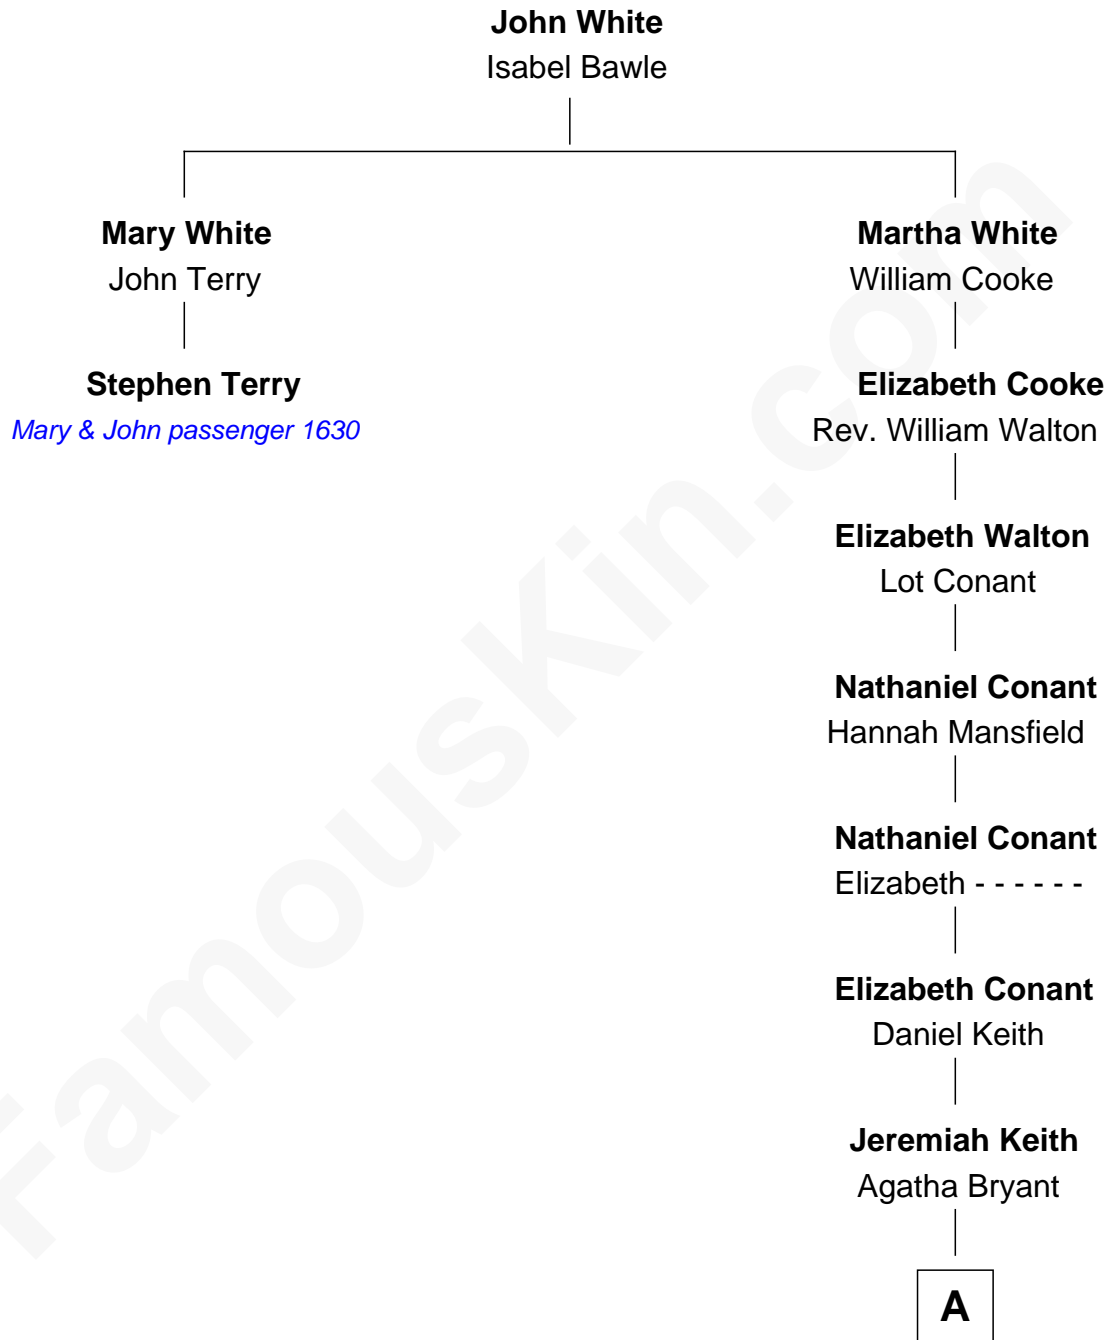 John White
Isabel Bawle
Mary White
John Terry
Stephen Terry
Mary & John passenger 1630
Martha White
William Cooke
Elizabeth Cooke
Rev. William Walton
Elizabeth Walton
Lot Conant
Nathaniel Conant
Hannah Mansfield
Nathaniel Conant
Elizabeth - - - - - -
Elizabeth Conant
Daniel Keith
Jeremiah Keith
Agatha Bryant
A
FamousKin.com